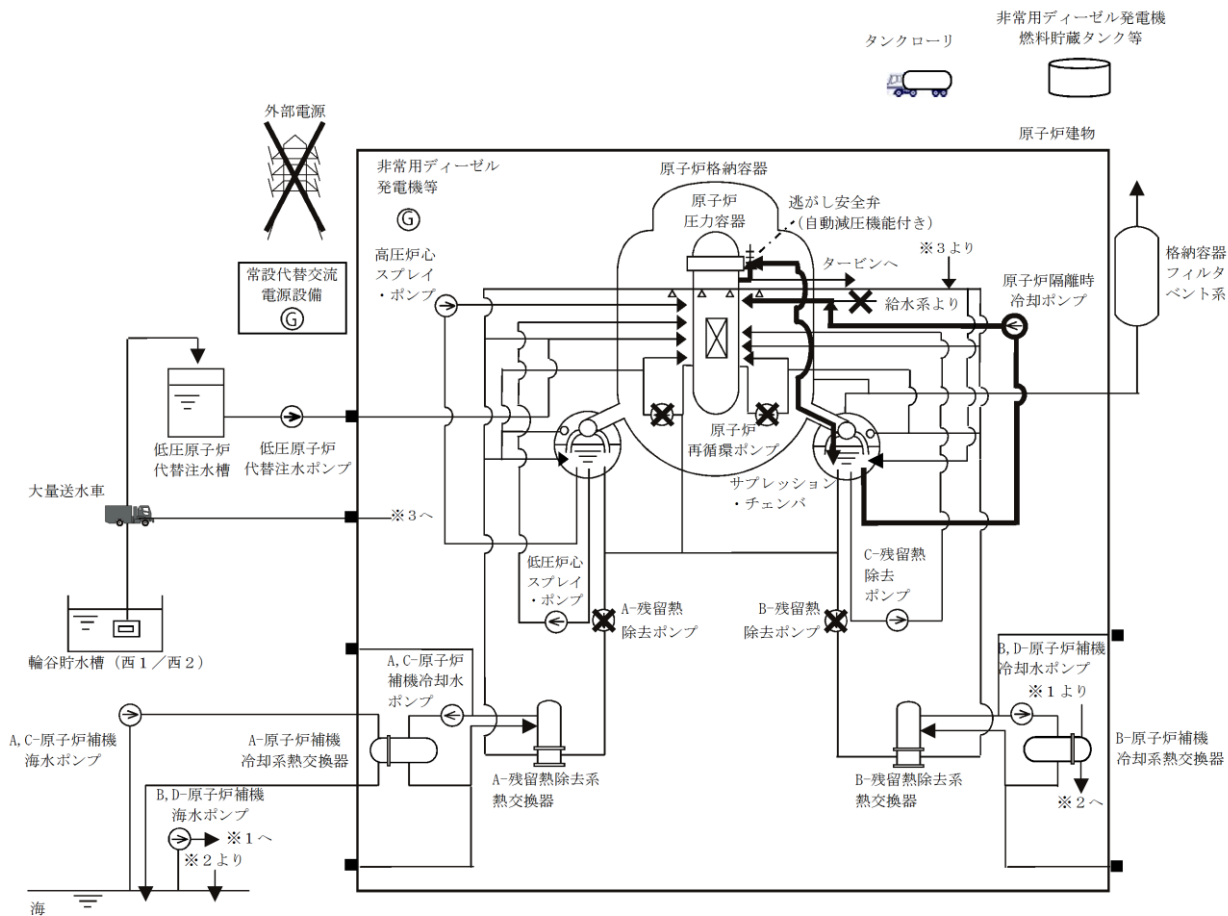 非常用ディーゼル発電機
燃料貯蔵タンク等
タンクローリ
原子炉建物
外部電源
非常用ディーゼル
発電機等
G
原子炉格納容器
原子炉
圧力容器
逃がし安全弁
(自動減圧機能付き)
※3より
高圧炉心
スプレイ
・ポンプ
タービンへ
給水系より
原子炉隔離時
冷却ポンプ
格納容器
フィルタ
ベント系
常設代替交流
電源設備
G
低圧原子炉
代替注水槽
低圧原子炉
代替注水ポンプ
原子炉
再循環ポンプ
サプレッション
・チェンバ
大量送水車
※3へ
低圧炉心
スプレイ
・ポンプ
A-残留熱
除去ポンプ
B-残留熱
除去ポンプ
C-残留熱
除去
ポンプ
輪谷貯水槽(西1/西2)
A,C-原子炉
補機冷却水
ポンプ
B,D-原子炉補機
冷却水ポンプ
※1より
A,C-原子炉補機
海水ポンプ
A-原子炉補機
冷却系熱交換器
A-残留熱除去系
熱交換器
B-残留熱除去系
熱交換器
B-原子炉補機
冷却系熱交換器
※2へ
B,D-原子炉補機
海水ポンプ
※1へ
※2より
海